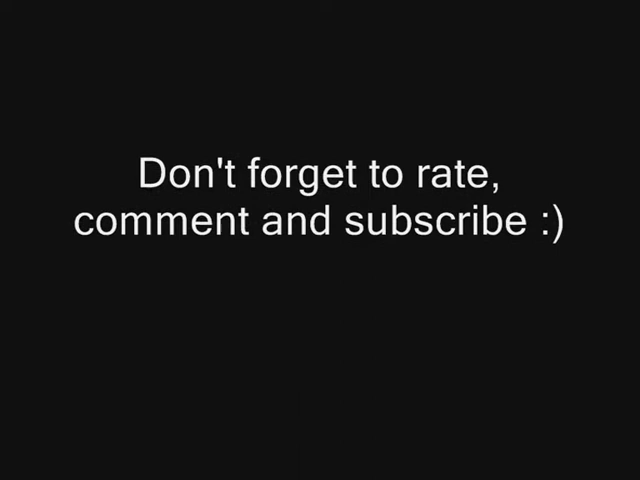 Don't forget to rate,
comment and subscribe :)